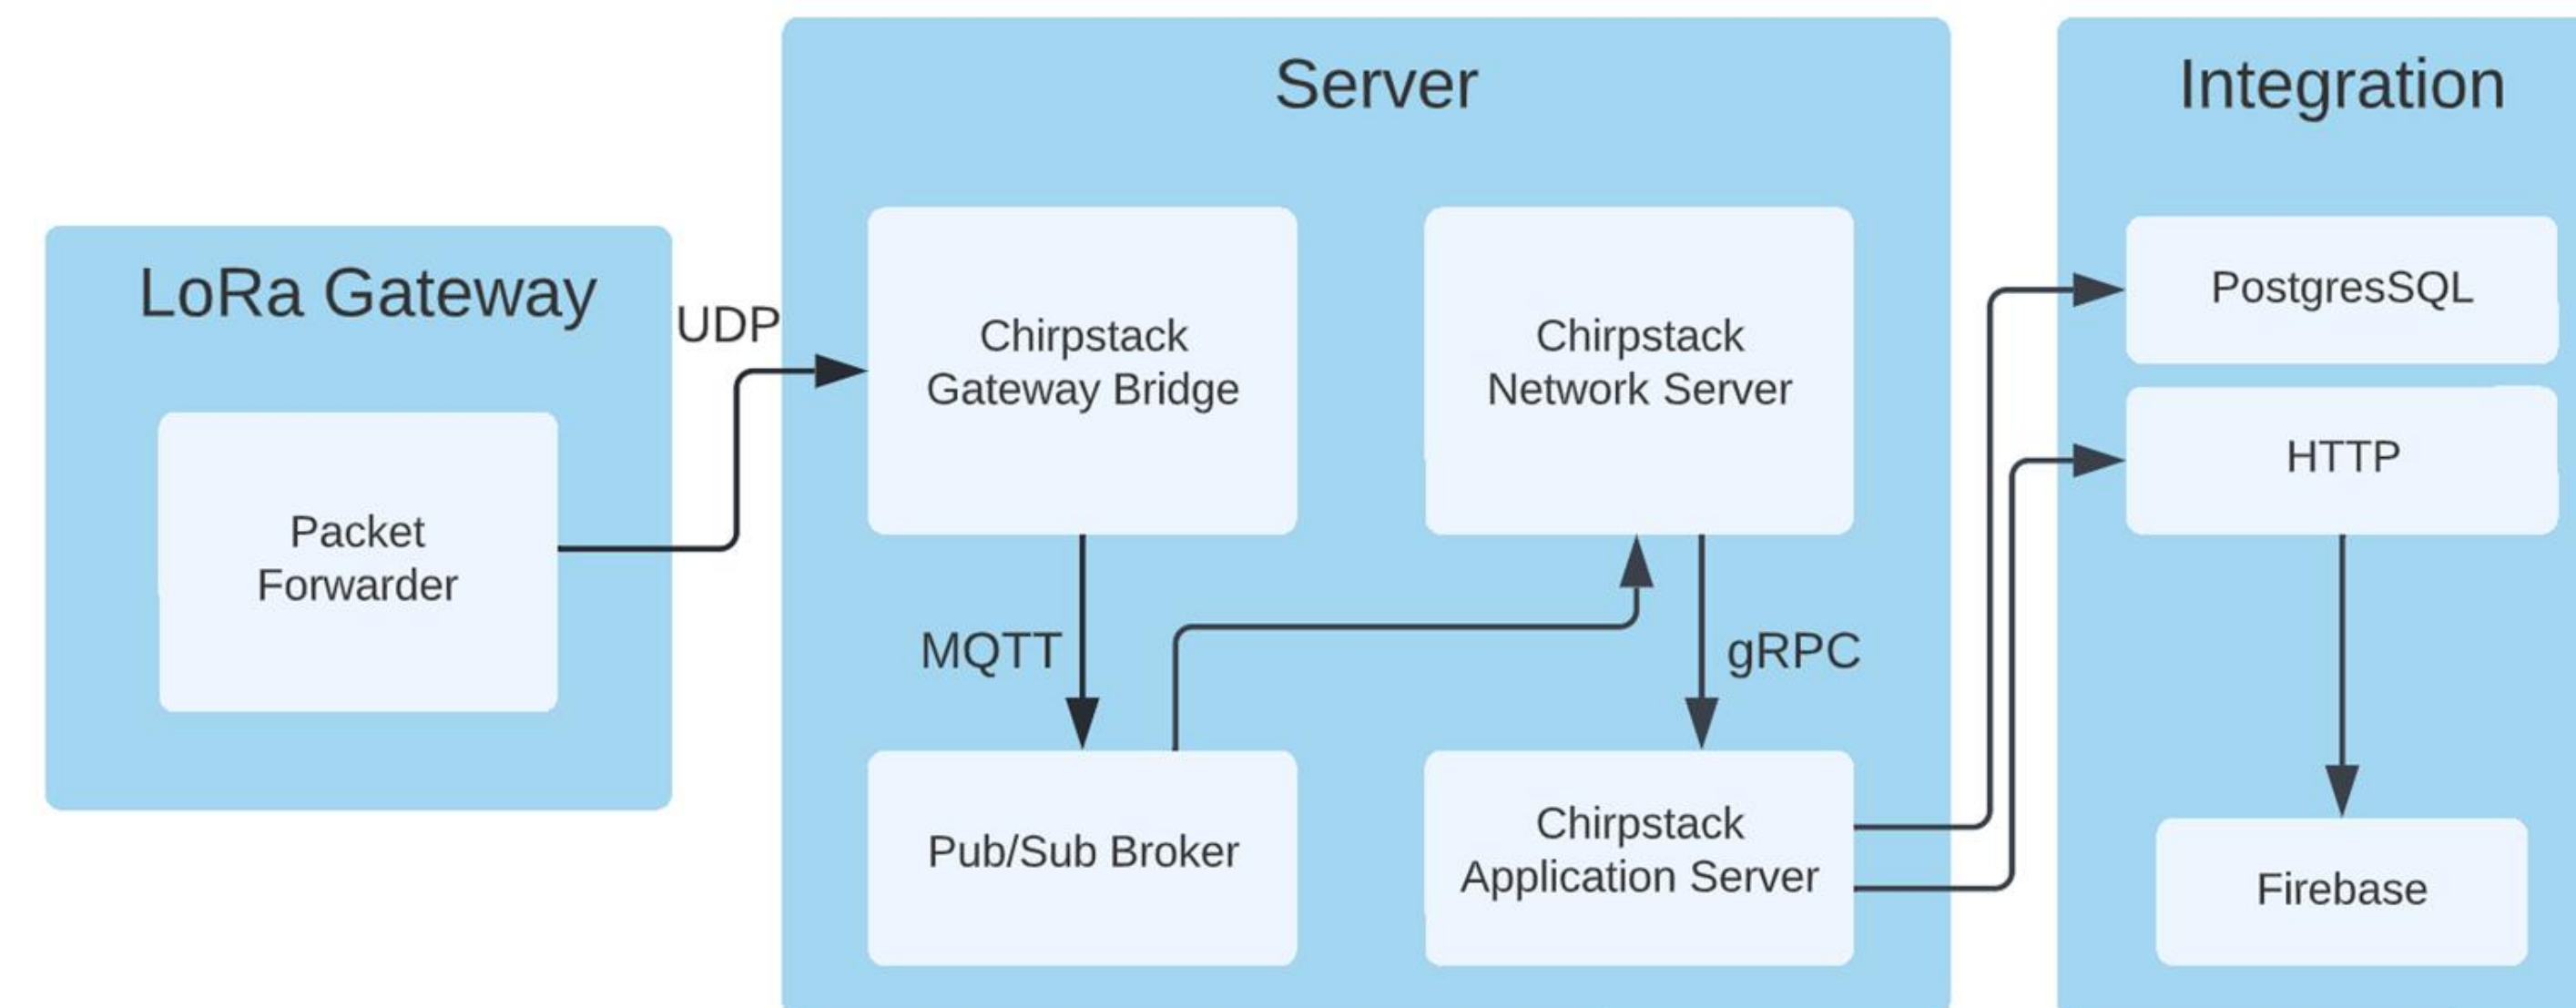 LoRa Gateway
Packet
Forwarder
UDP
Server
Chirpstack
Gateway Bridge
Chirpstack
Network Server
MQTT
gRPC
Pub/Sub Broker
Chirpstack
Application Server
Integration
PostgresSQL
HTTP
Firebase